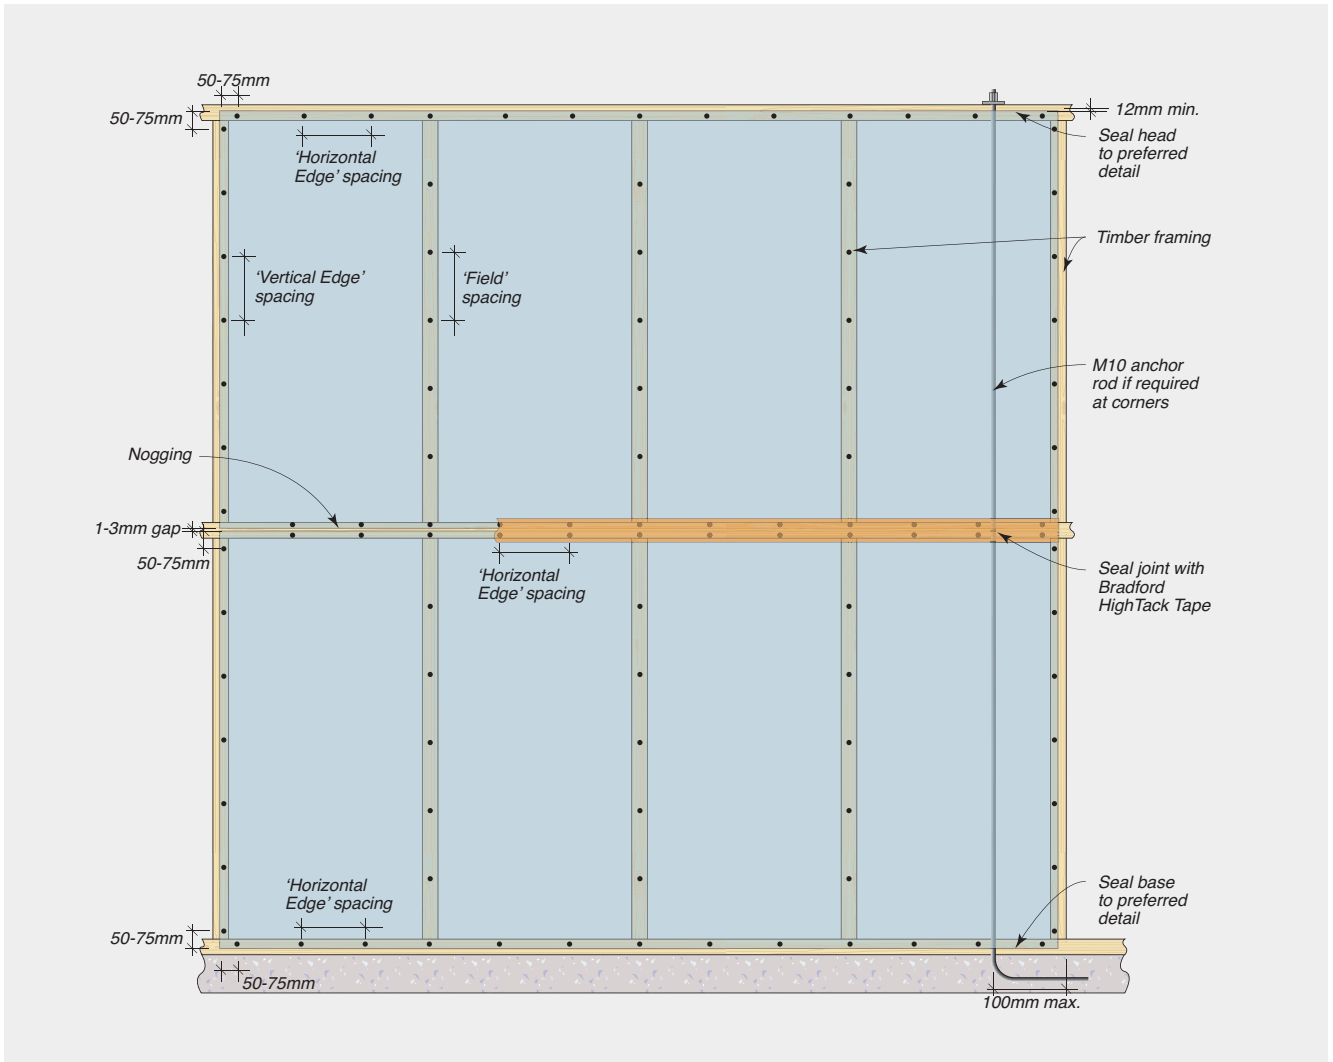 50-75mm
50-75mm
12mm min.
Seal head
to preferred
detail
‘Horizontal
Edge’ spacing
Timber framing
‘Vertical Edge’
spacing
‘Field’
spacing
M10 anchor
rod if required
at corners
Nogging
1-3mm gap
50-75mm
‘Horizontal
Edge’ spacing
Seal joint with
Bradford
HighTack Tape
‘Horizontal
Edge’ spacing
Seal base
to preferred
detail
50-75mm
50-75mm
100mm max.